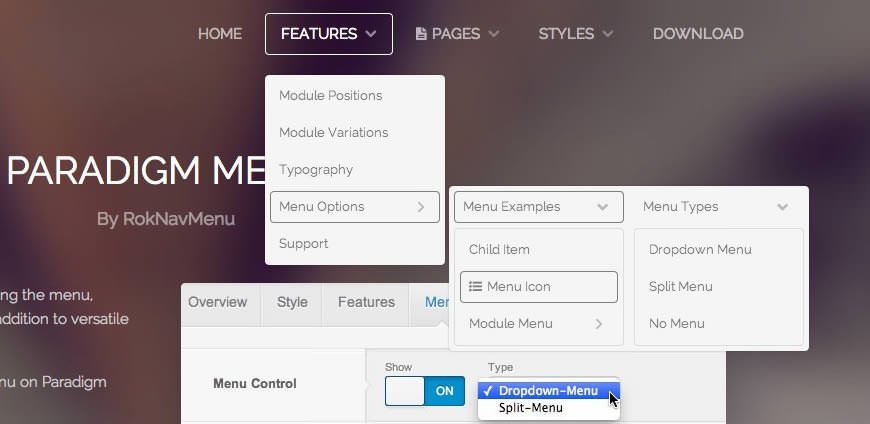 HOME FEATURES PAGES STYLES DOWNLOAD
Module Positions
Module Variations
Typography
Menu Options
Support
Menu Examples
Child Item
Menu Icon
Module Menu
Menu Types
Dropdown Menu
Split Menu
No Menu
PARADIGM ME
By RokNavMenu
ing the menu,
ddition to versatile
nu on Paradigm
Overview Style Features Men
Menu Control
Show
ON
Type
Dropdown-Menu
Split-Menu